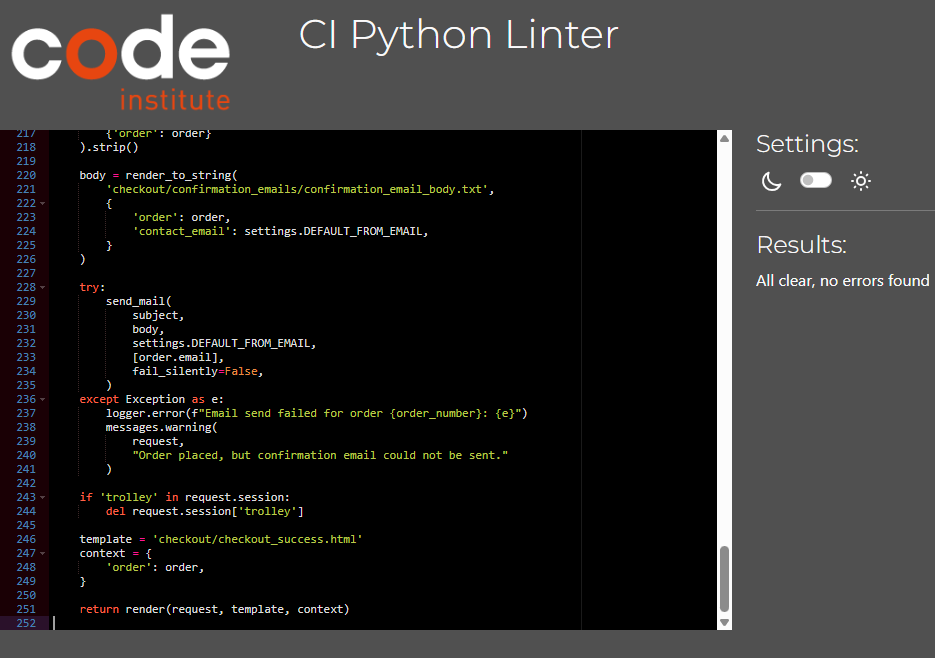 code
institute
CI Python Linter
217         {'order': order}
218     ).strip()
219
220     body = render_to_string(
221         'checkout/confirmation_emails/confirmation_email_body.txt',
222         {
223             'order': order,
224             'contact_email': settings.DEFAULT_FROM_EMAIL,
225         }
226     )
227
228     try:
229         send_mail(
230             subject,
231             body,
232             settings.DEFAULT_FROM_EMAIL,
233             [order.email],
234             fail_silently=False,
235         )
236     except Exception as e:
237         logger.error(f"Email send failed for order {order_number}: {e}")
238         messages.warning(
239             request,
240             "Order placed, but confirmation email could not be sent."
241         )
242
243     if 'trolley' in request.session:
244         del request.session['trolley']
245
246     template = 'checkout/checkout_success.html'
247     context = {
248         'order': order,
249     }
250
251     return render(request, template, context)
252
Settings:
Results:
All clear, no errors found